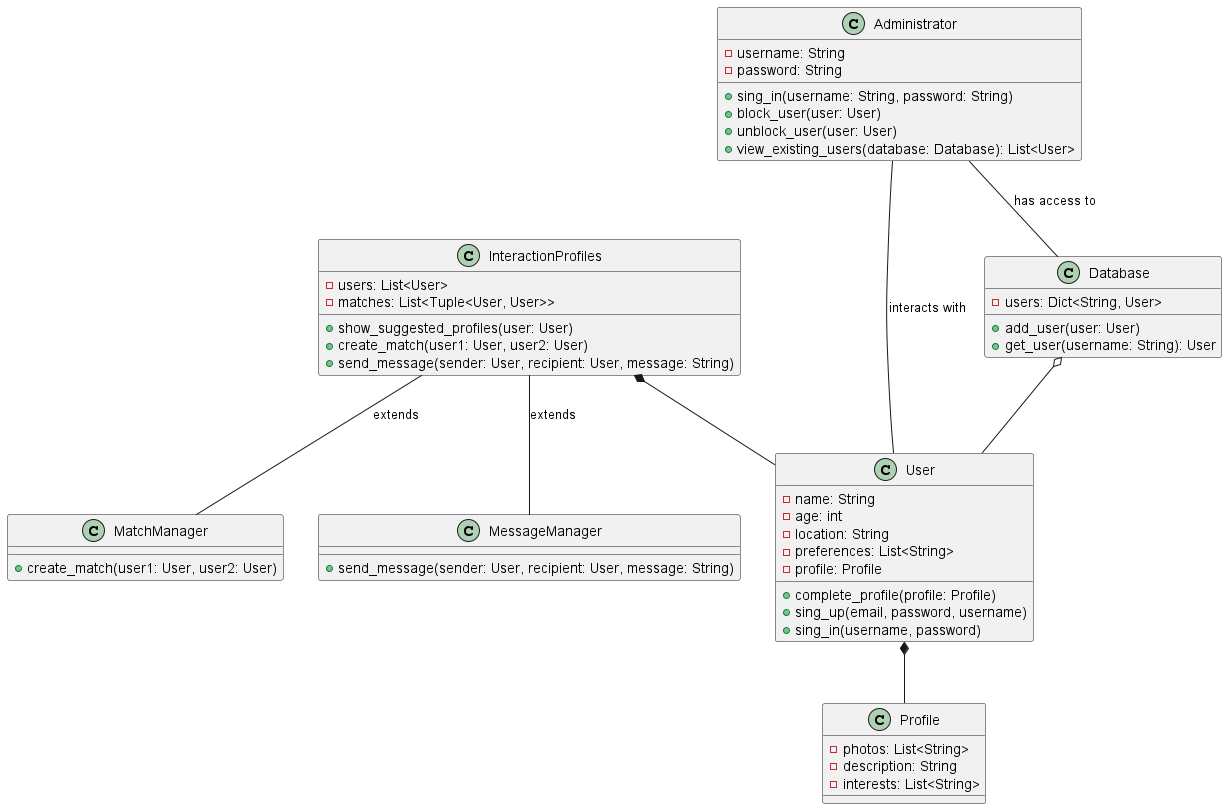 C Administrator
username: String
password: String
sing_in(username: String, password: String)
block_user(user: User)
unblock_user(user: User)
view_existing_users(database: Database): List<User>
has access to
interacts with
C InteractionProfiles
users: List<User>
matches: List<Tuple<User, User>>
show_suggested_profiles(user: User)
create_match(user1: User, user2: User)
send_message(sender: User, recipient: User, message: String)
C Database
users: Dict<String, User>
add_user(user: User)
get_user(username: String): User
extends
extends
C MatchManager
create_match(user1: User, user2: User)
C MessageManager
send_message(sender: User, recipient: User, message: String)
C User
name: String
age: int
location: String
preferences: List<String>
profile: Profile
complete_profile(profile: Profile)
sing_up(email, password, username)
sing_in(username, password)
C Profile
photos: List<String>
description: String
interests: List<String>